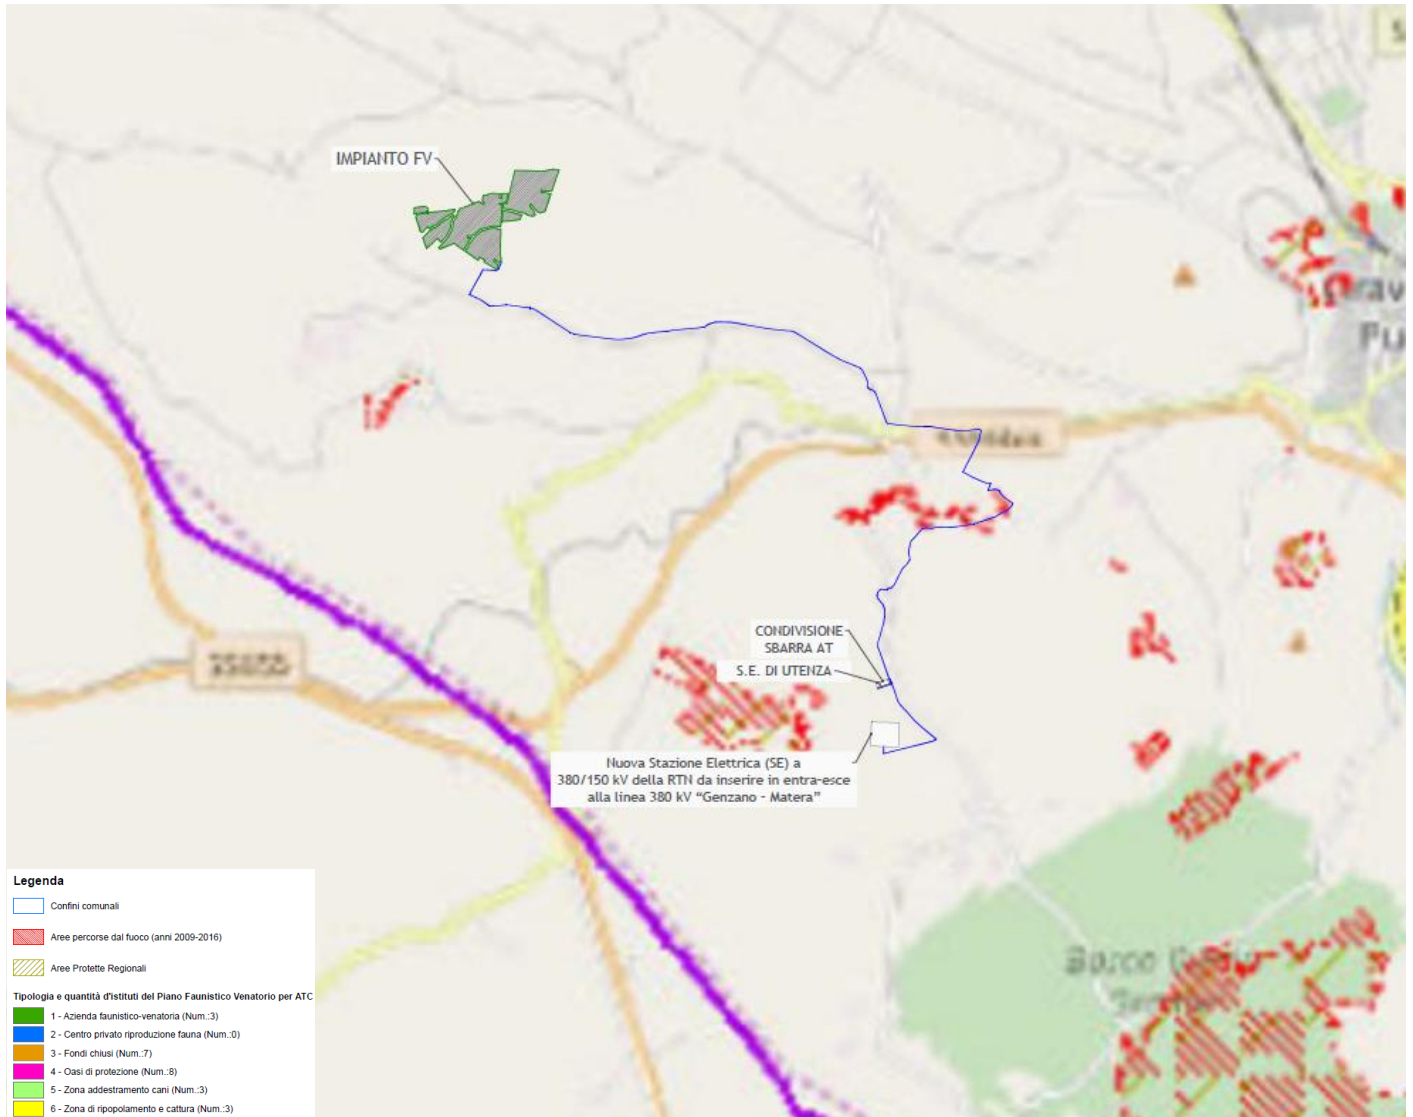 S
IMPIANTO FV
CONDIVISIONE
SBARRA AT
S.E. DI UTENZA
Nuova Stazione Elettrica (SE) a
380/150 kV della RTN da inserire in entra-esce
alla linea 380 kV "Genzano - Matera"
Bosco
Legenda
Confini comunali
Aree percorse dal fuoco (anni 2009-2016)
Aree Protette Regionali
Tipologia e quantità d'istituti del Piano Faunistico Venatorio per ATC
1 - Azienda faunistico-venatoria (Num.:3)
2 - Centro privato riproduzione fauna (Num.:0)
3 - Fondi chiusi (Num.:7)
4 - Oasi di protezione (Num.:8)
5 - Zona addestramento cani (Num.:3)
6 - Zona di ripopolamento e cattura (Num.:3)